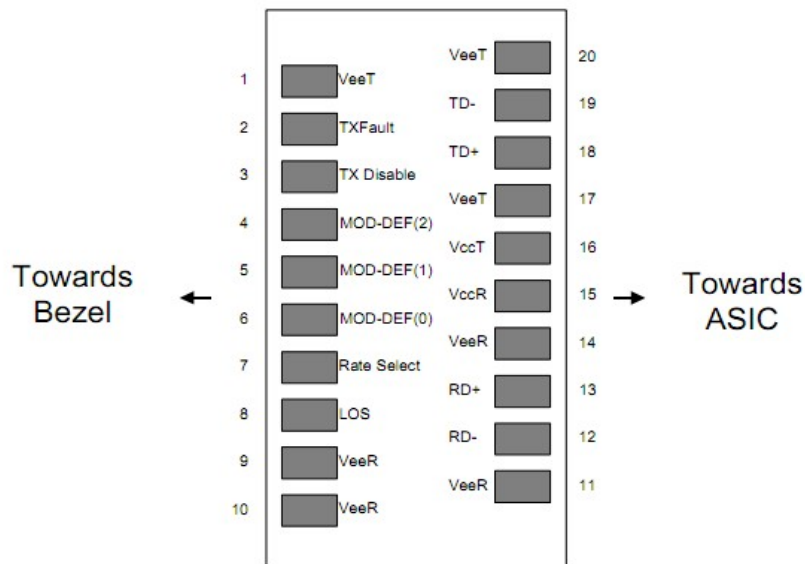 Towards
Bezel
1 VeeT
2 TXFault
3 TX Disable
4 MOD-DEF(2)
5 MOD-DEF(1)
6 MOD-DEF(0)
7 Rate Select
8 LOS
9 VeeR
10 VeeR
VeeT 20
TD- 19
TD+ 18
VeeT 17
VccT 16
VccR 15
VeeR 14
RD+ 13
RD- 12
VeeR 11
Towards
ASIC